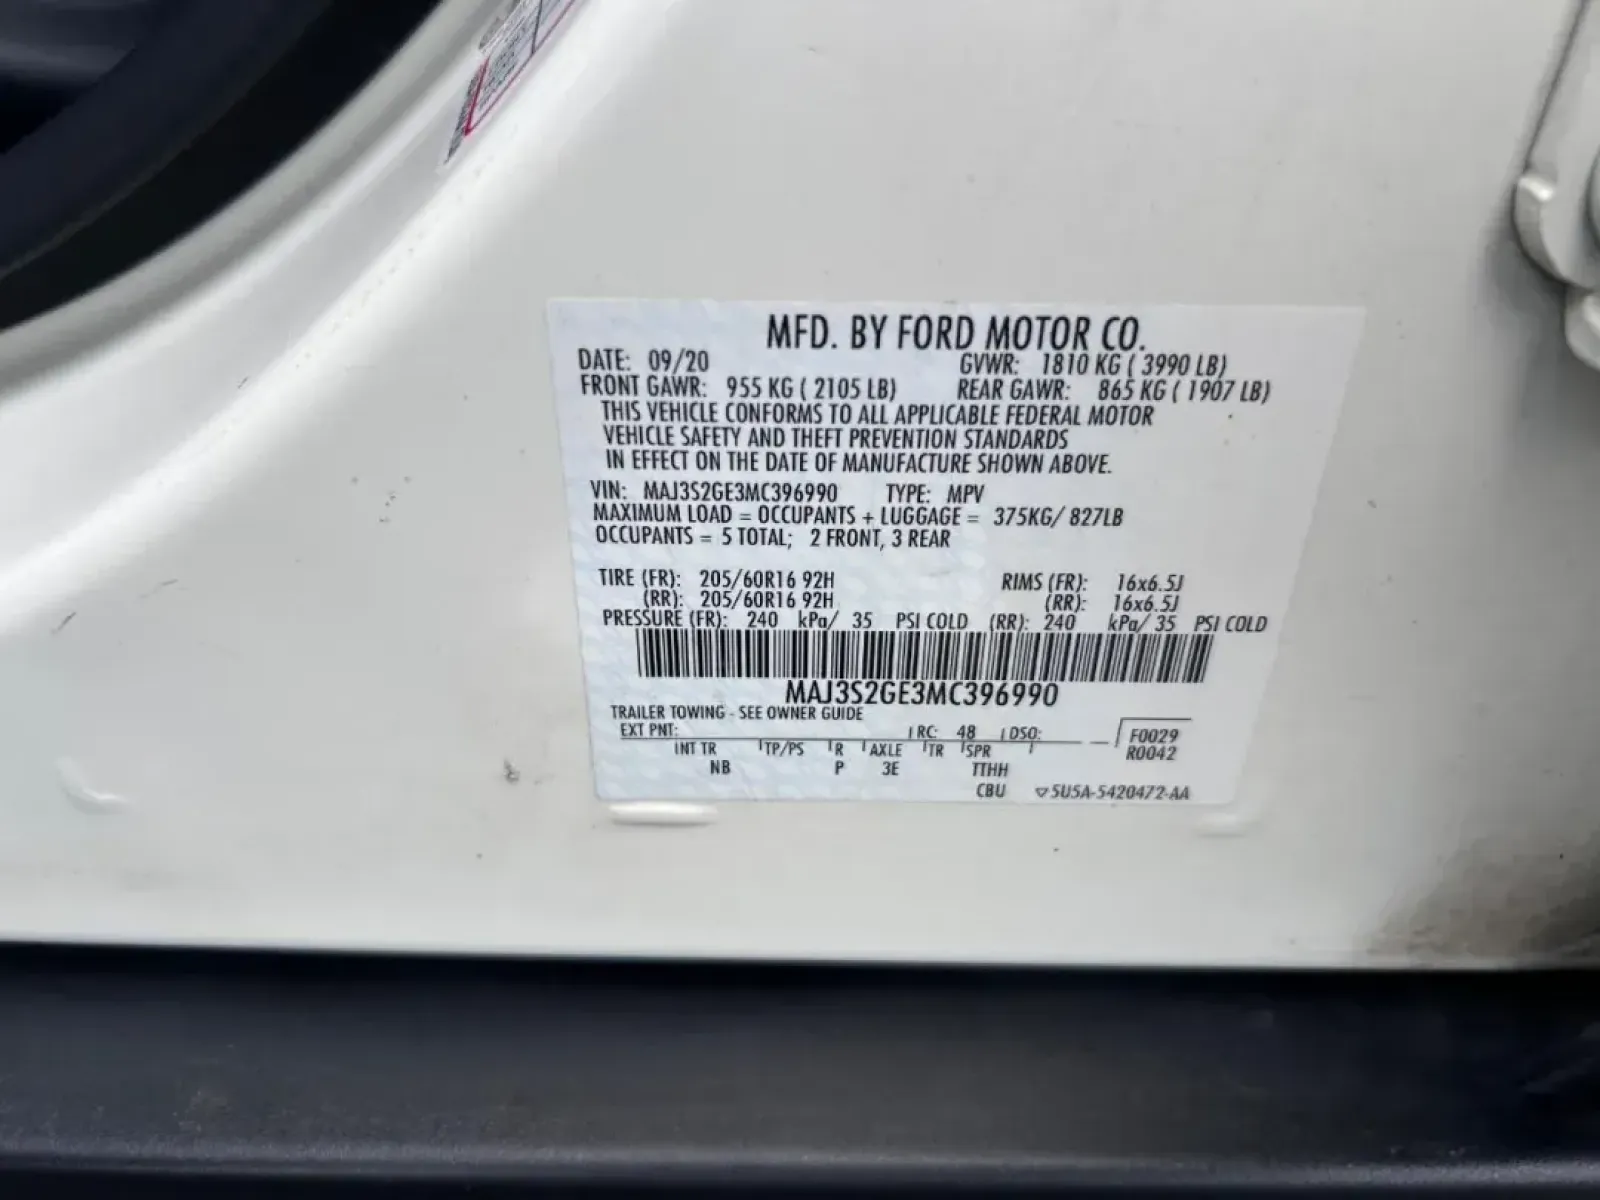 MFD. BY FORD MOTOR CO.
DATE: 09/20 GVWR: 1810 KG ( 3990 LB)
FRONT GAWR: 955 KG ( 2105 LB) REAR GAWR: 865 KG ( 1907 LB)
THIS VEHICLE CONFORMS TO ALL APPLICABLE FEDERAL MOTOR
VEHICLE SAFETY AND THEFT PREVENTION STANDARDS
IN EFFECT ON THE DATE OF MANUFACTURE SHOWN ABOVE.
VIN: MAJ3S2GE3MC396990 TYPE: MPV
MAXIMUM LOAD = OCCUPANTS + LUGGAGE = 375KG/ 827LB
OCCUPANTS = 5 TOTAL; 2 FRONT, 3 REAR
TIRE (FR): 205/60R16 92H RIMS (FR): 16x6.5J
(RR): 205/60R16 92H (RR): 16x6.5J
PRESSURE (FR): 240 kPa/ 35 PSI COLD (RR): 240 kPa/ 35 PSI COLD
MAJ3S2GE3MC396990
TRAILER TOWING - SEE OWNER GUIDE
EXT PNT: RC: 48 DSO: F0029
INT TR TP/PS R AXLE TR SPR R0042
NB P 3E TTHH
CBU ▽5U5A-5420472-AA